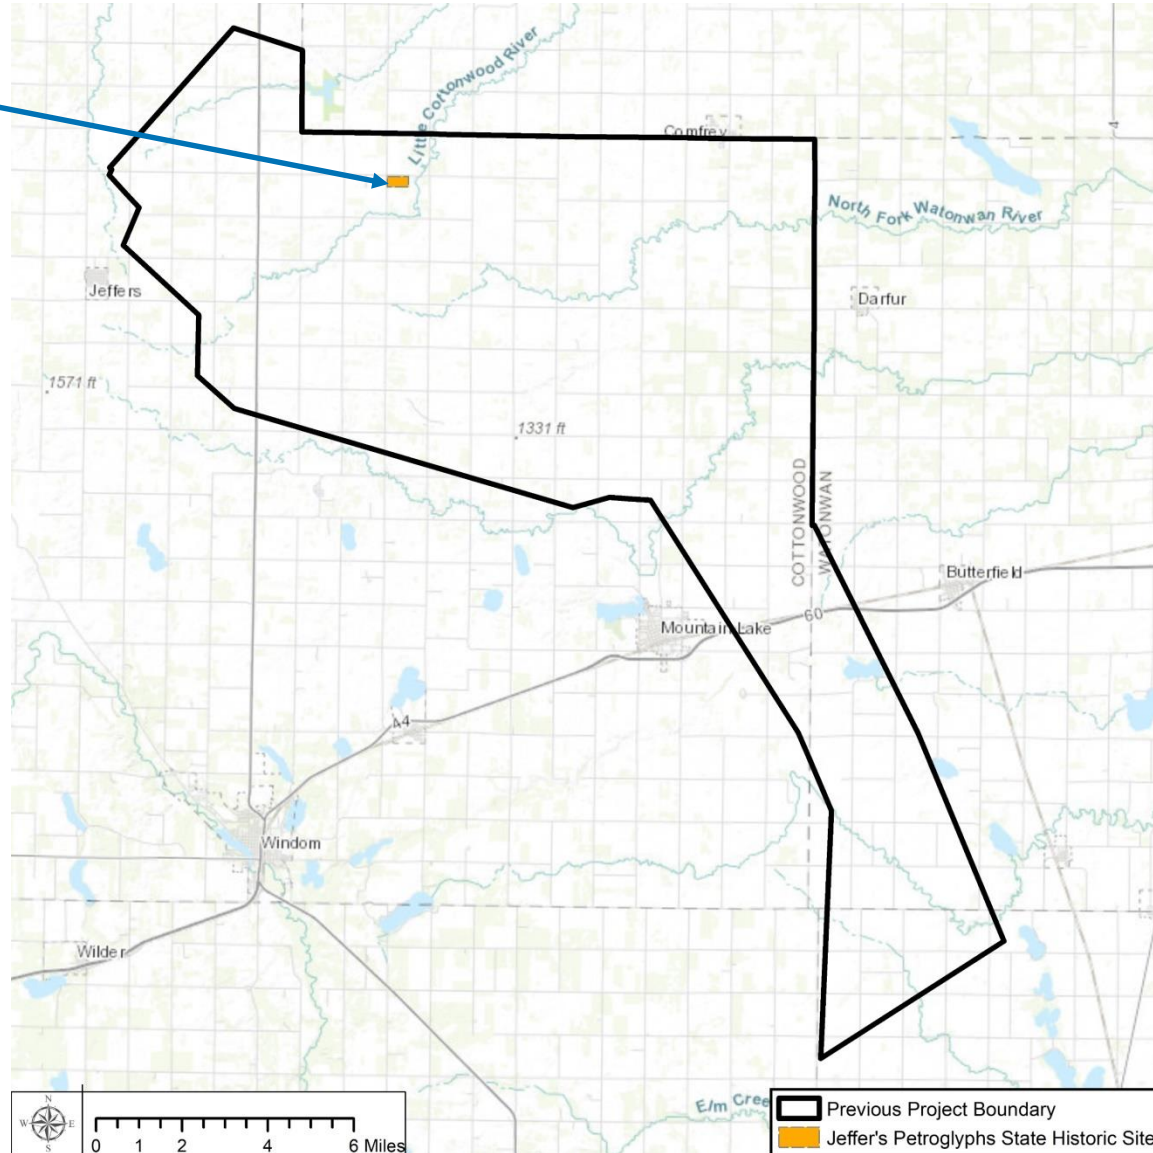 Little Cottonwood River
Comfrey
4
North Fork Watonwan River
Jeffers
Darfur
1571 ft
1331 ft
COTTONWOOD
WATONWAN
Butterfield
60
Mountain Lake
44
Windom
Wilder
Elm Cree
N
W E
S
0 1 2 4 6 Miles
Previous Project Boundary
Jeffer's Petroglyphs State Historic Site